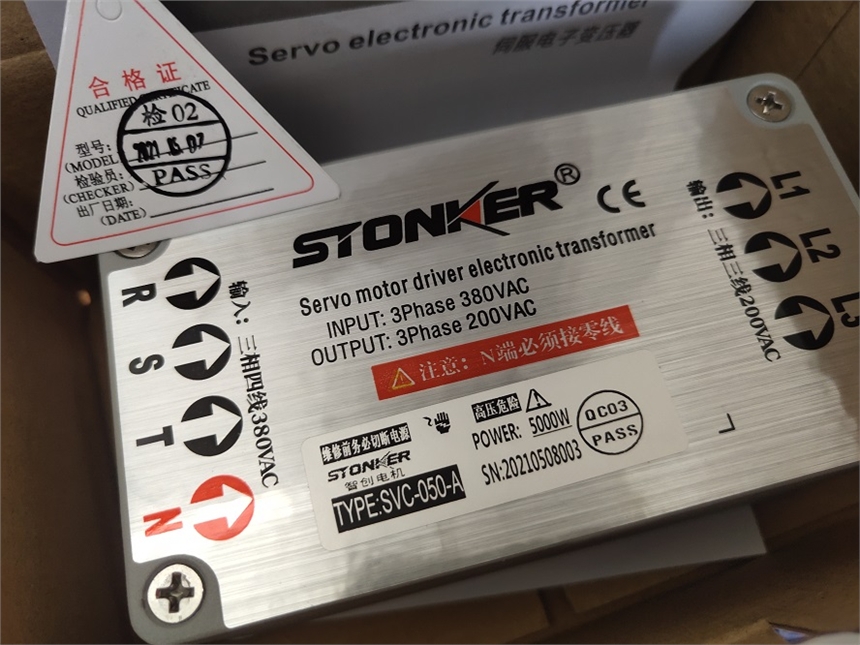 Servo electronic transformer
伺服电子变压器
合格证
QUALIFIED CERTIFICATE
检02
PASS
型号:
(MODEL
检验员:
(CHECKER)
出厂日期:
(DATE)
STONKER®
CE
Servo motor driver electronic transformer
INPUT: 3Phase 380VAC
OUTPUT: 3Phase 200VAC
注意：N端必须接零线
R
S
T
N
输入：三相四线380VAC
L1
L2
L3
输出：三相三线200VAC
维修前务必切断电源
STONKER
智创电机
TYPE:SVC-050-A
高压危险
POWER: 5000W
SN:20210508003
QC03
PASS